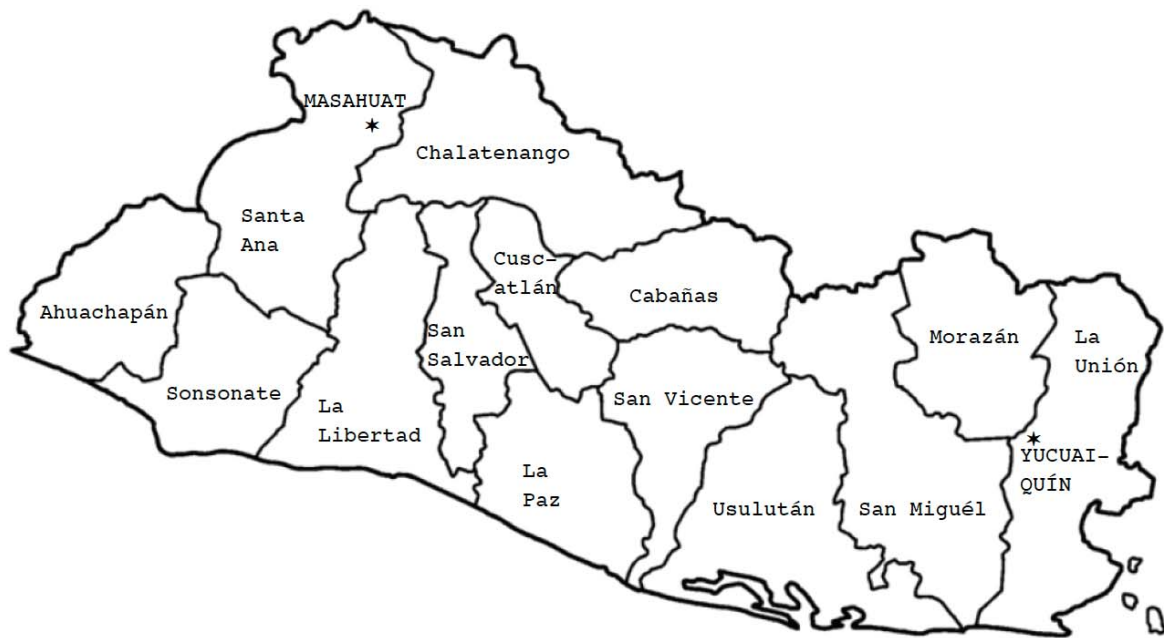 MASAHUAT
Chalatenango
Santa
Ana
Cusc-
atlán
Cabañas
Ahuachapán
San
Salvador
Morazán
La
Unión
Sonsonate
La
Libertad
San Vicente
YUCUAI-
QUÍN
La
Paz
Usulután
San Miguél